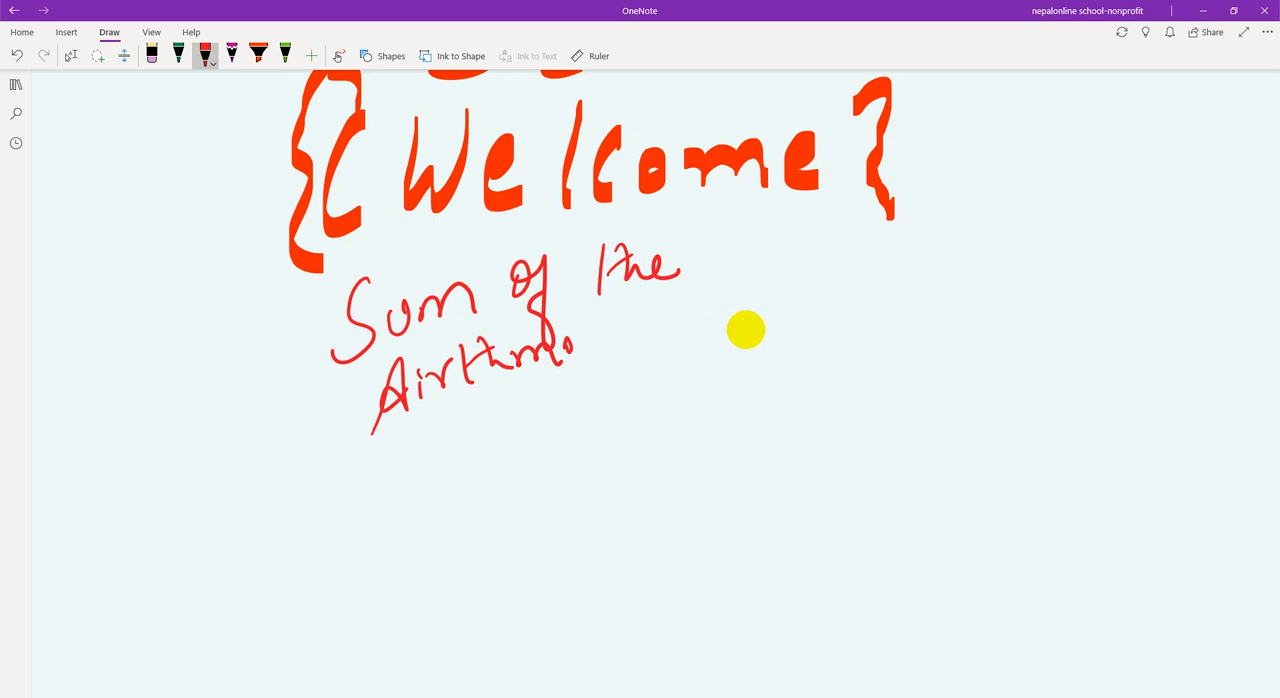 OneNote
nepalonline school-nonprofit
Home Insert Draw View Help
Share
Shapes Ink to Shape Ink to Text Ruler
Welcome
Sum of the
Airthm